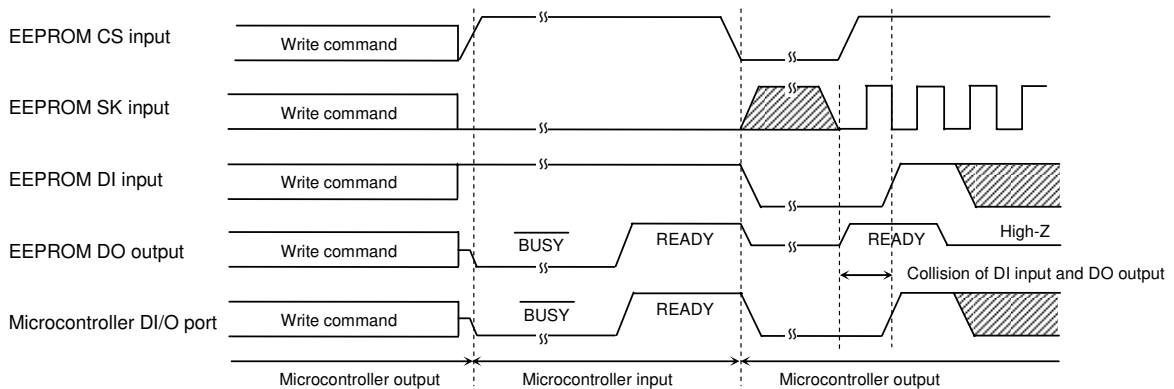 EEPROM CS input
Write command
EEPROM SK input
Write command
EEPROM DI input
Write command
EEPROM DO output
Write command
BUSY
READY
READY
High-Z
Collision of DI input and DO output
Microcontroller DI/O port
Write command
BUSY
READY
Microcontroller output
Microcontroller input
Microcontroller output